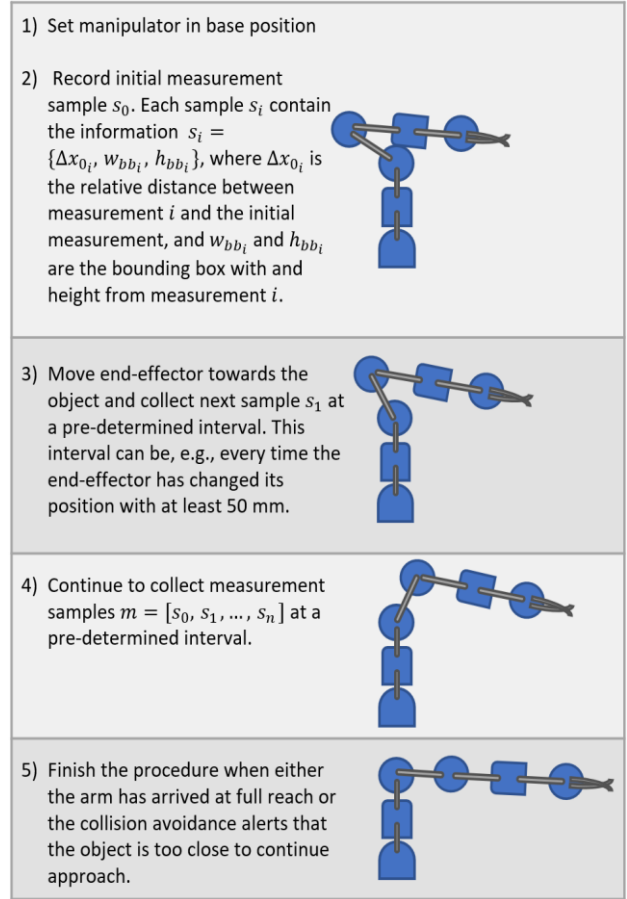 1) Set manipulator in base position
2) Record initial measurement
sample s₀. Each sample sᵢ contain
the information sᵢ =
{Δx₀ᵢ, w_bbᵢ, h_bbᵢ}, where Δx₀ᵢ is
the relative distance between
measurement i and the initial
measurement, and w_bbᵢ and h_bbᵢ
are the bounding box with and
height from measurement i.
3) Move end-effector towards the
object and collect next sample s₁ at
a pre-determined interval. This
interval can be, e.g., every time the
end-effector has changed its
position with at least 50 mm.
4) Continue to collect measurement
samples m = [s₀, s₁, ..., sₙ] at a
pre-determined interval.
5) Finish the procedure when either
the arm has arrived at full reach or
the collision avoidance alerts that
the object is too close to continue
approach.